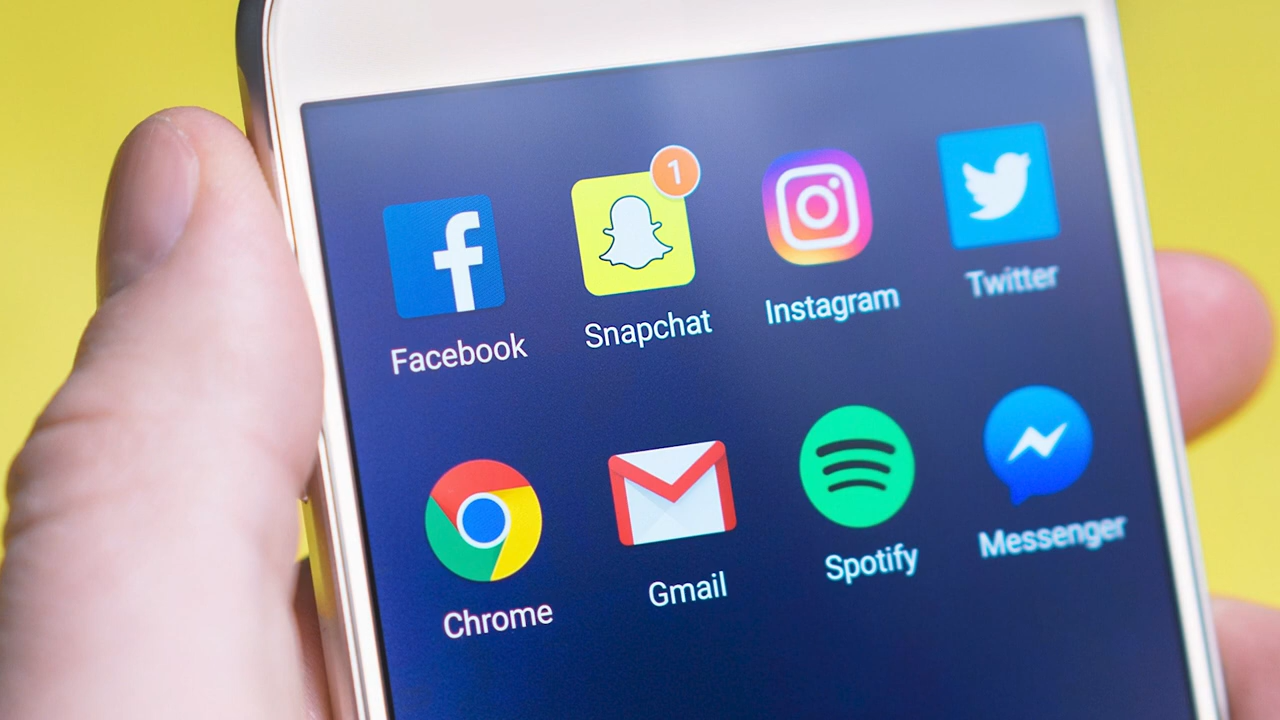 1
Facebook
Snapchat
Instagram
Twitter
Chrome
Gmail
Spotify
Messenger